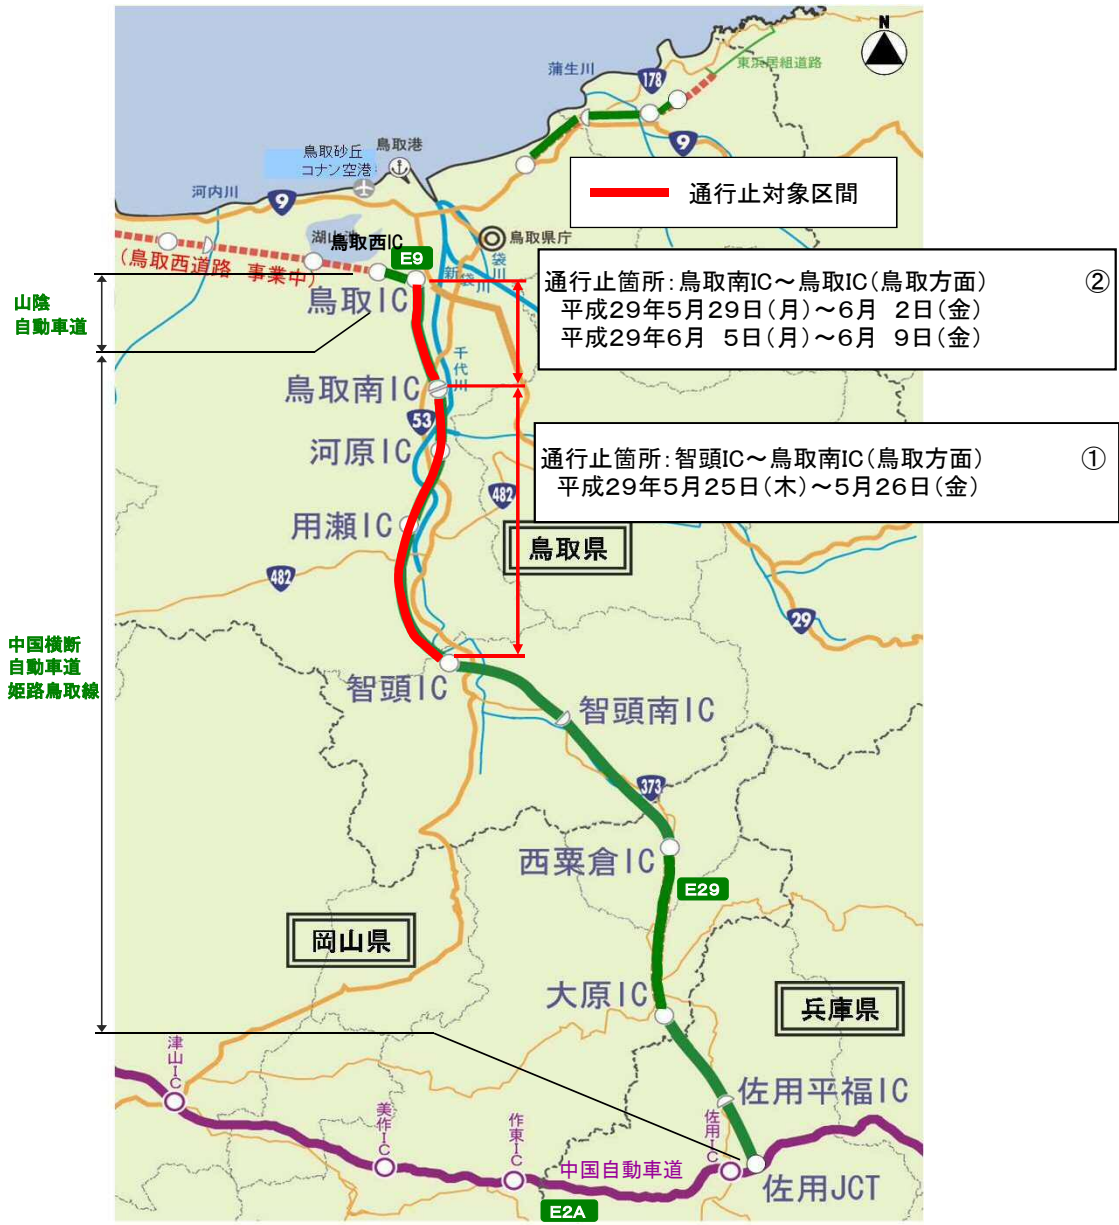 N
東浜居組道路
蒲生川
178
9
鳥取港
鳥取砂丘
コナン空港
河内川
9
通行止対象区間
湖山池
鳥取西IC
E9
鳥取県庁
袋川
新袋川
(鳥取西道路 事業中)
山陰
自動車道
鳥取IC
通行止箇所:鳥取南IC~鳥取IC(鳥取方面) ②
平成29年5月29日(月)~6月 2日(金)
平成29年6月 5日(月)~6月 9日(金)
千代川
鳥取南IC
53
河原IC
通行止箇所:智頭IC~鳥取南IC(鳥取方面) ①
平成29年5月25日(木)~5月26日(金)
482
用瀬IC
鳥取県
482
29
中国横断
自動車道
姫路鳥取線
智頭IC
智頭南IC
373
西粟倉IC
E29
岡山県
大原IC
兵庫県
津山IC
美作IC
作東IC
佐用IC
佐用平福IC
中国自動車道
佐用JCT
E2A